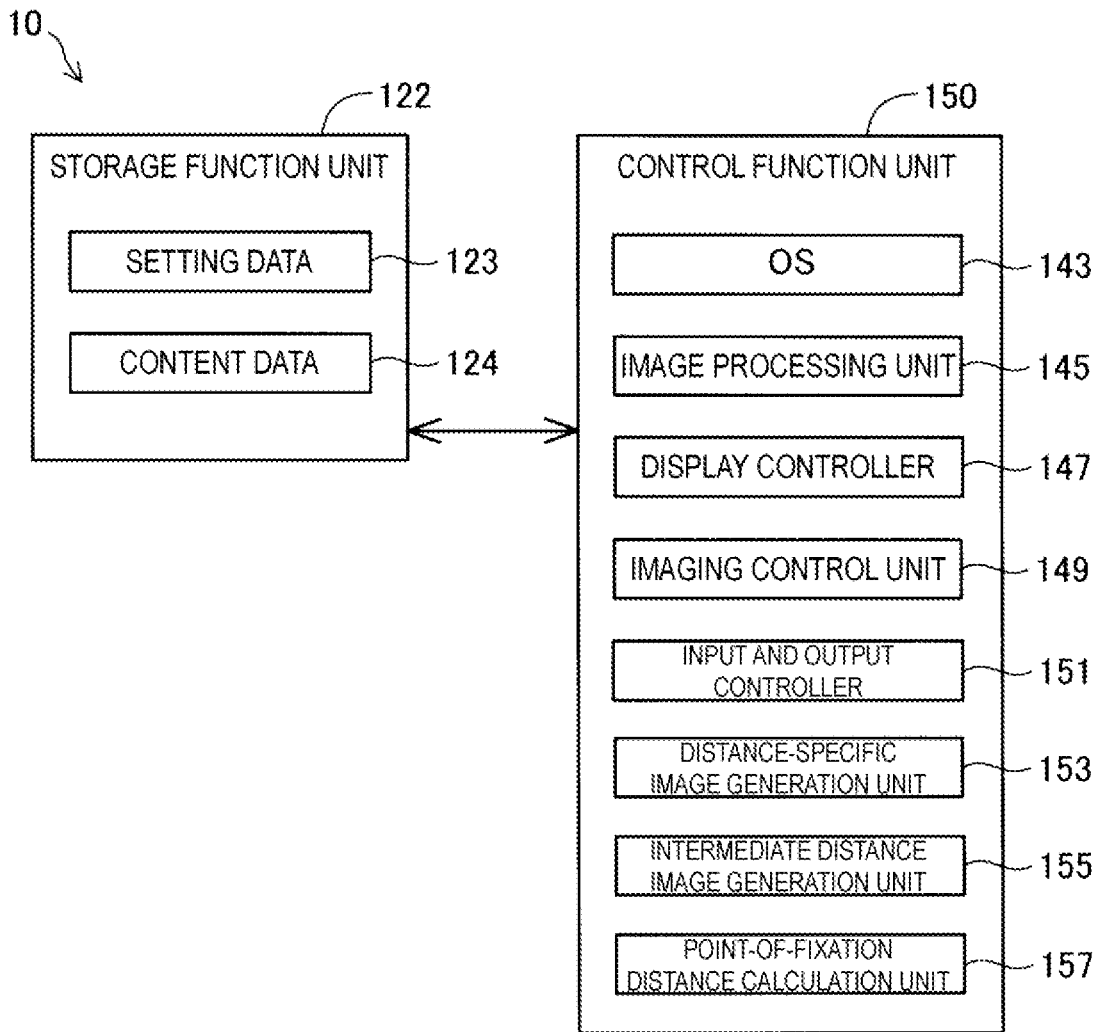 10
122
STORAGE FUNCTION UNIT
SETTING DATA
123
CONTENT DATA
124
150
CONTROL FUNCTION UNIT
OS
143
IMAGE PROCESSING UNIT
145
DISPLAY CONTROLLER
147
IMAGING CONTROL UNIT
149
INPUT AND OUTPUT
CONTROLLER
151
DISTANCE-SPECIFIC
IMAGE GENERATION UNIT
153
INTERMEDIATE DISTANCE
IMAGE GENERATION UNIT
155
POINT-OF-FIXATION
DISTANCE CALCULATION UNIT
157